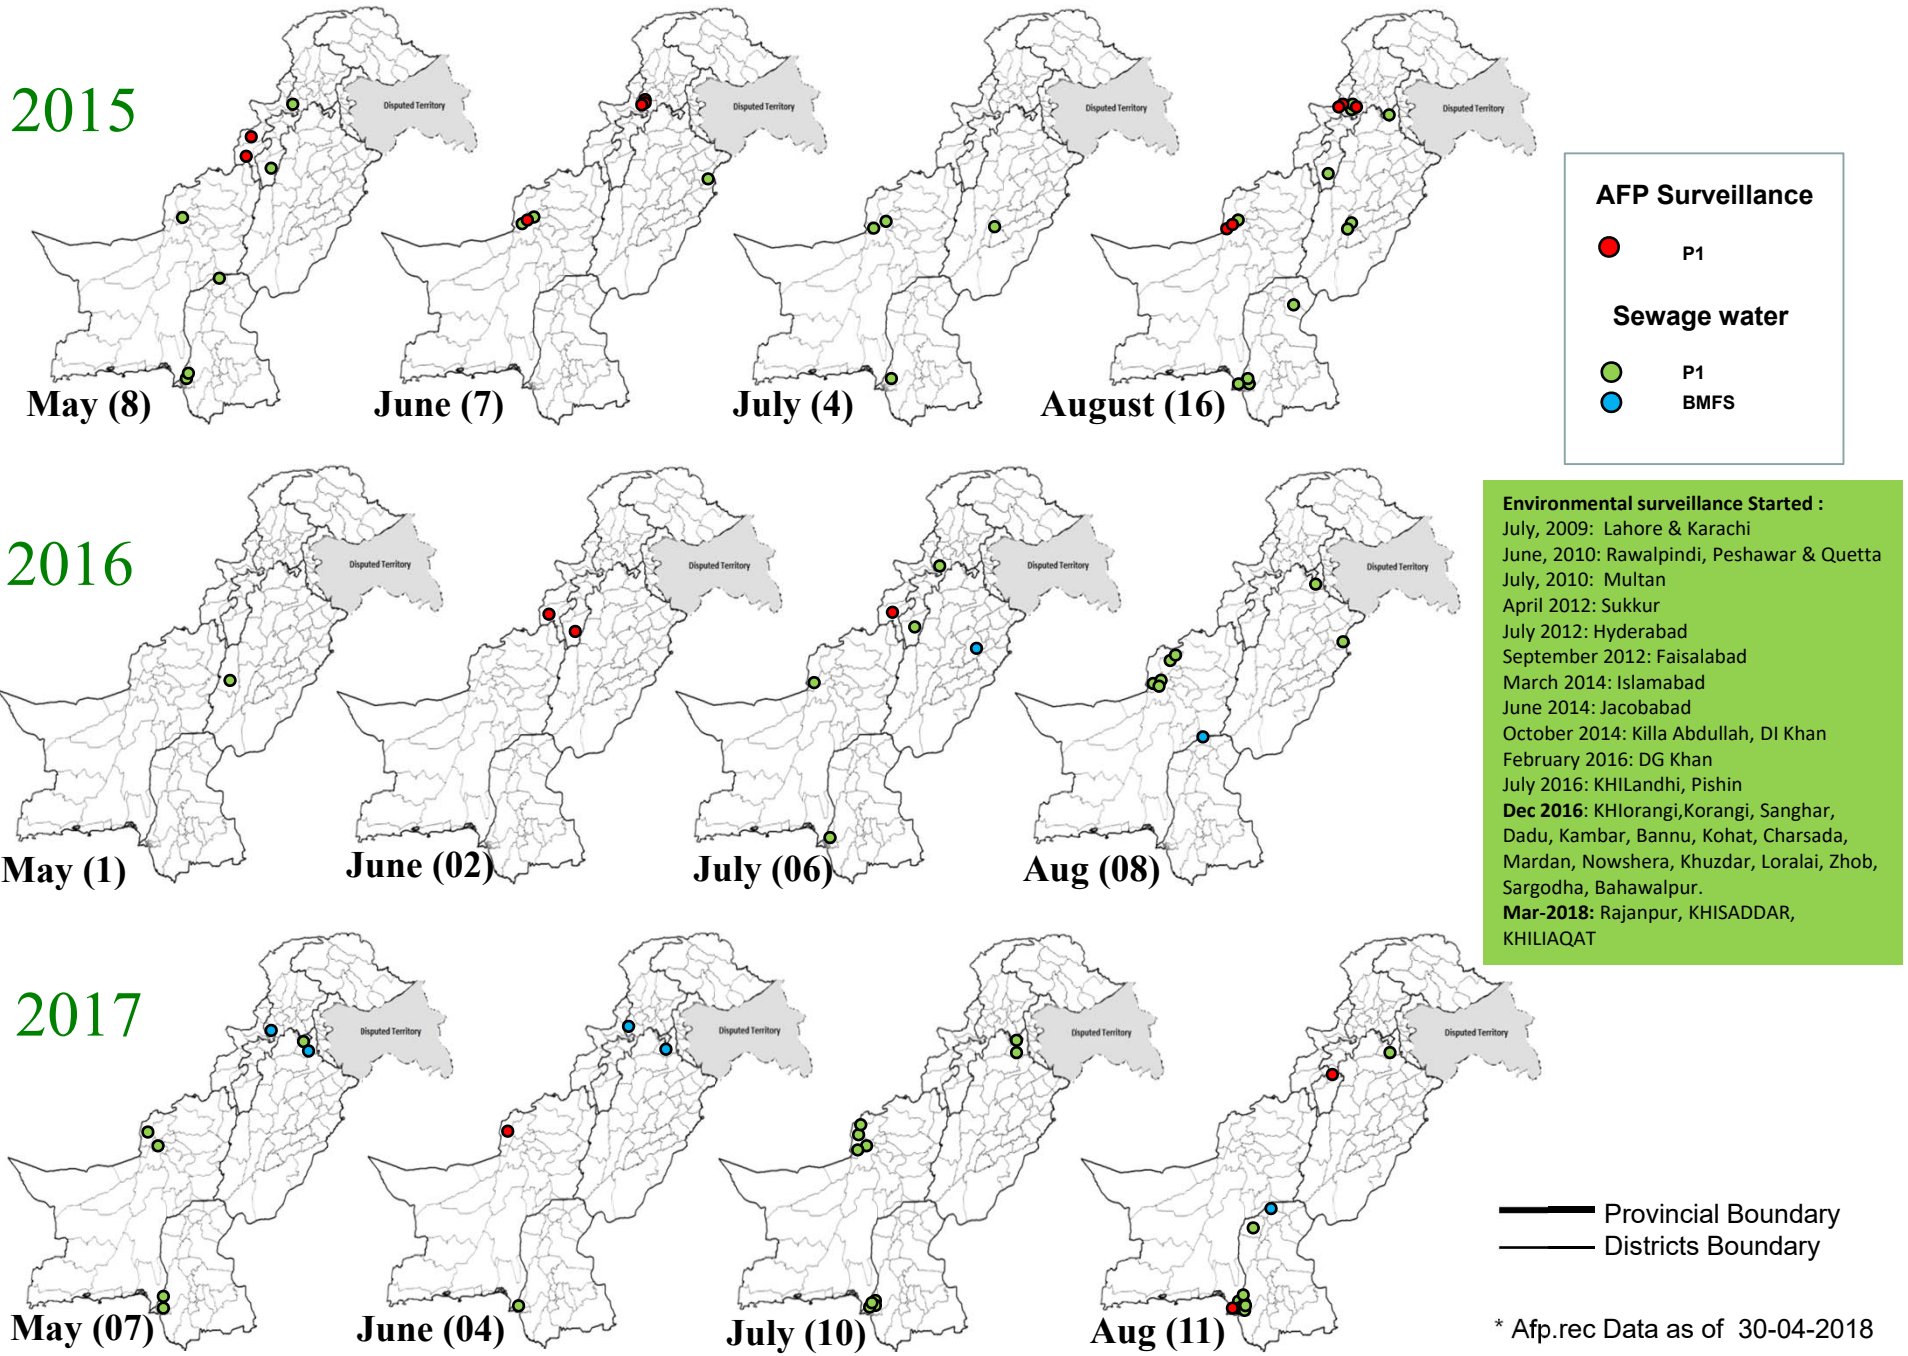 2015
Disputed Territory
Disputed Territory
Disputed Territory
Disputed Territory
May (8)
June (7)
July (4)
August (16)
AFP Surveillance
P1
Sewage water
P1
BMFS
2016
Disputed Territory
Disputed Territory
Disputed Territory
Disputed Territory
May (1)
June (02)
July (06)
Aug (08)
Environmental surveillance Started :
July, 2009: Lahore & Karachi
June, 2010: Rawalpindi, Peshawar & Quetta
July, 2010: Multan
April 2012: Sukkur
July 2012: Hyderabad
September 2012: Faisalabad
March 2014: Islamabad
June 2014: Jacobabad
October 2014: Killa Abdullah, DI Khan
February 2016: DG Khan
July 2016: KHILandhi, Pishin
Dec 2016: KHIorangi,Korangi, Sanghar,
Dadu, Kambar, Bannu, Kohat, Charsada,
Mardan, Nowshera, Khuzdar, Loralai, Zhob,
Sargodha, Bahawalpur.
Mar-2018: Rajanpur, KHISADDAR,
KHILIAQAT
2017
Disputed Territory
Disputed Territory
Disputed Territory
Disputed Territory
May (07)
June (04)
July (10)
Aug (11)
Provincial Boundary
Districts Boundary
* Afp.rec Data as of 30-04-2018